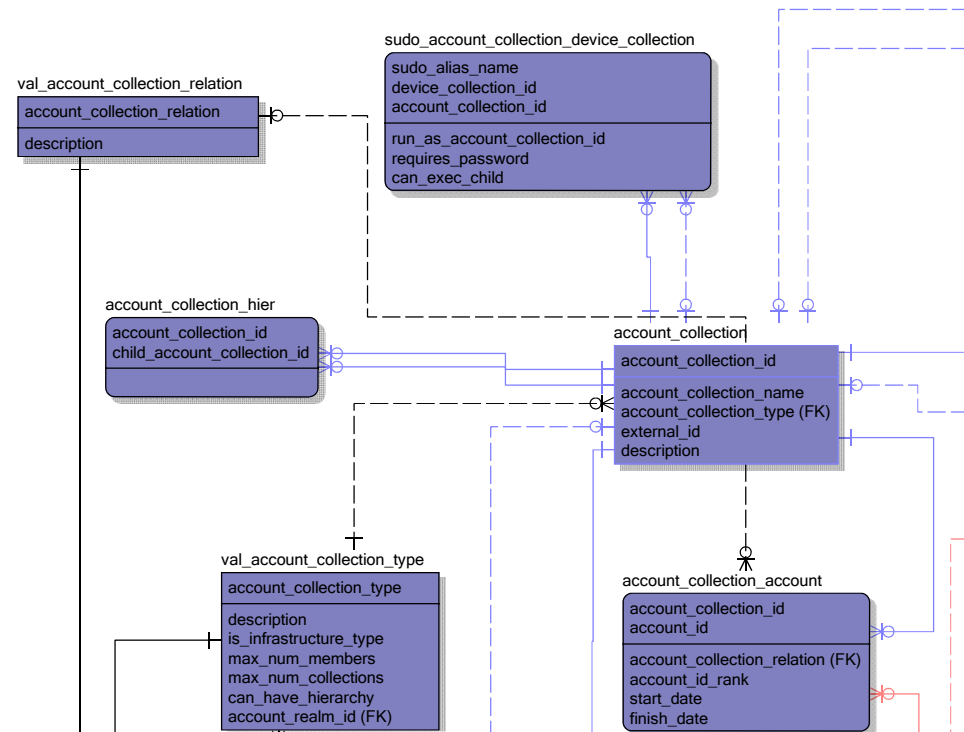 sudo_account_collection_device_collection
sudo_alias_name
device_collection_id
account_collection_id
run_as_account_collection_id
requires_password
can_exec_child
val_account_collection_relation
account_collection_relation
description
account_collection_hier
account_collection_id
child_account_collection_id
account_collection
account_collection_id
account_collection_name
account_collection_type (FK)
external_id
description
val_account_collection_type
account_collection_type
description
is_infrastructure_type
max_num_members
max_num_collections
can_have_hierarchy
account_realm_id (FK)
account_collection_account
account_collection_id
account_id
account_collection_relation (FK)
account_id_rank
start_date
finish_date